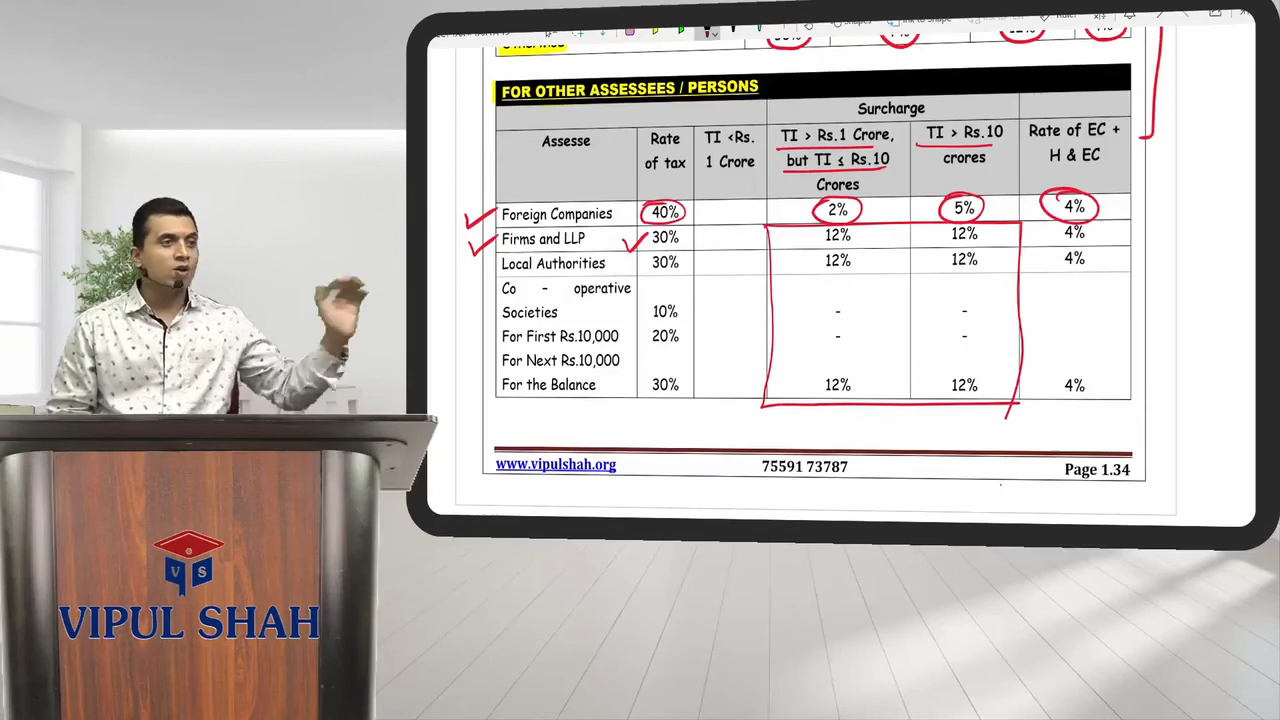 FOR OTHER ASSESSEES / PERSONS
Surcharge
Assesse
Rate of tax
TI <Rs. 1 Crore
TI > Rs.1 Crore, but TI ≤ Rs.10 Crores
TI > Rs.10 crores
Rate of EC + H & EC
Foreign Companies 40% 2% 5% 4%
Firms and LLP 30% 12% 12% 4%
Local Authorities 30% 12% 12% 4%
Co - operative
Societies 10% - -
For First Rs.10,000 20% - -
For Next Rs.10,000
For the Balance 30% 12% 12% 4%
www.vipulshah.org 75591 73787 Page 1.34
V S
VIPUL SHAH